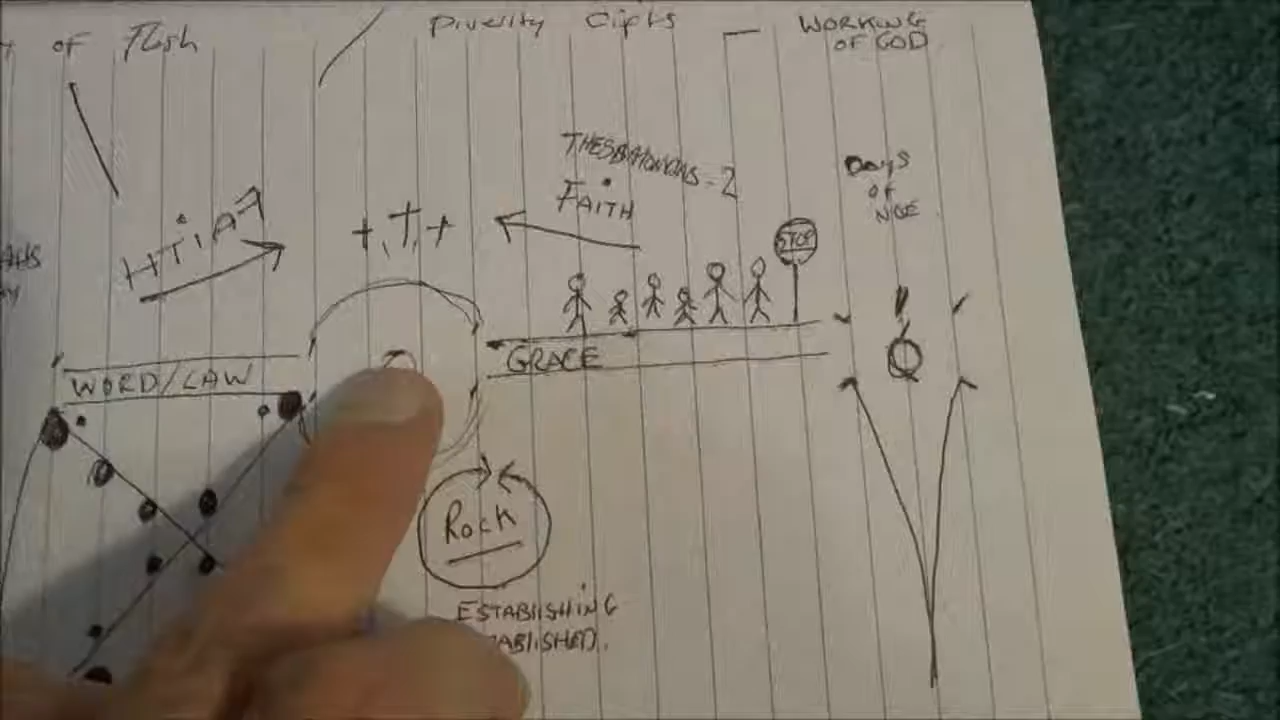 OF Flesh
Diversity Gifts
WORKING
OF GOD
THESSALONIANS - 2
FAITH
Days
of
NOE
HTIAF
STOP
GRACE
WORD/LAW
Rock
ESTABLISHING
ABLISHED.